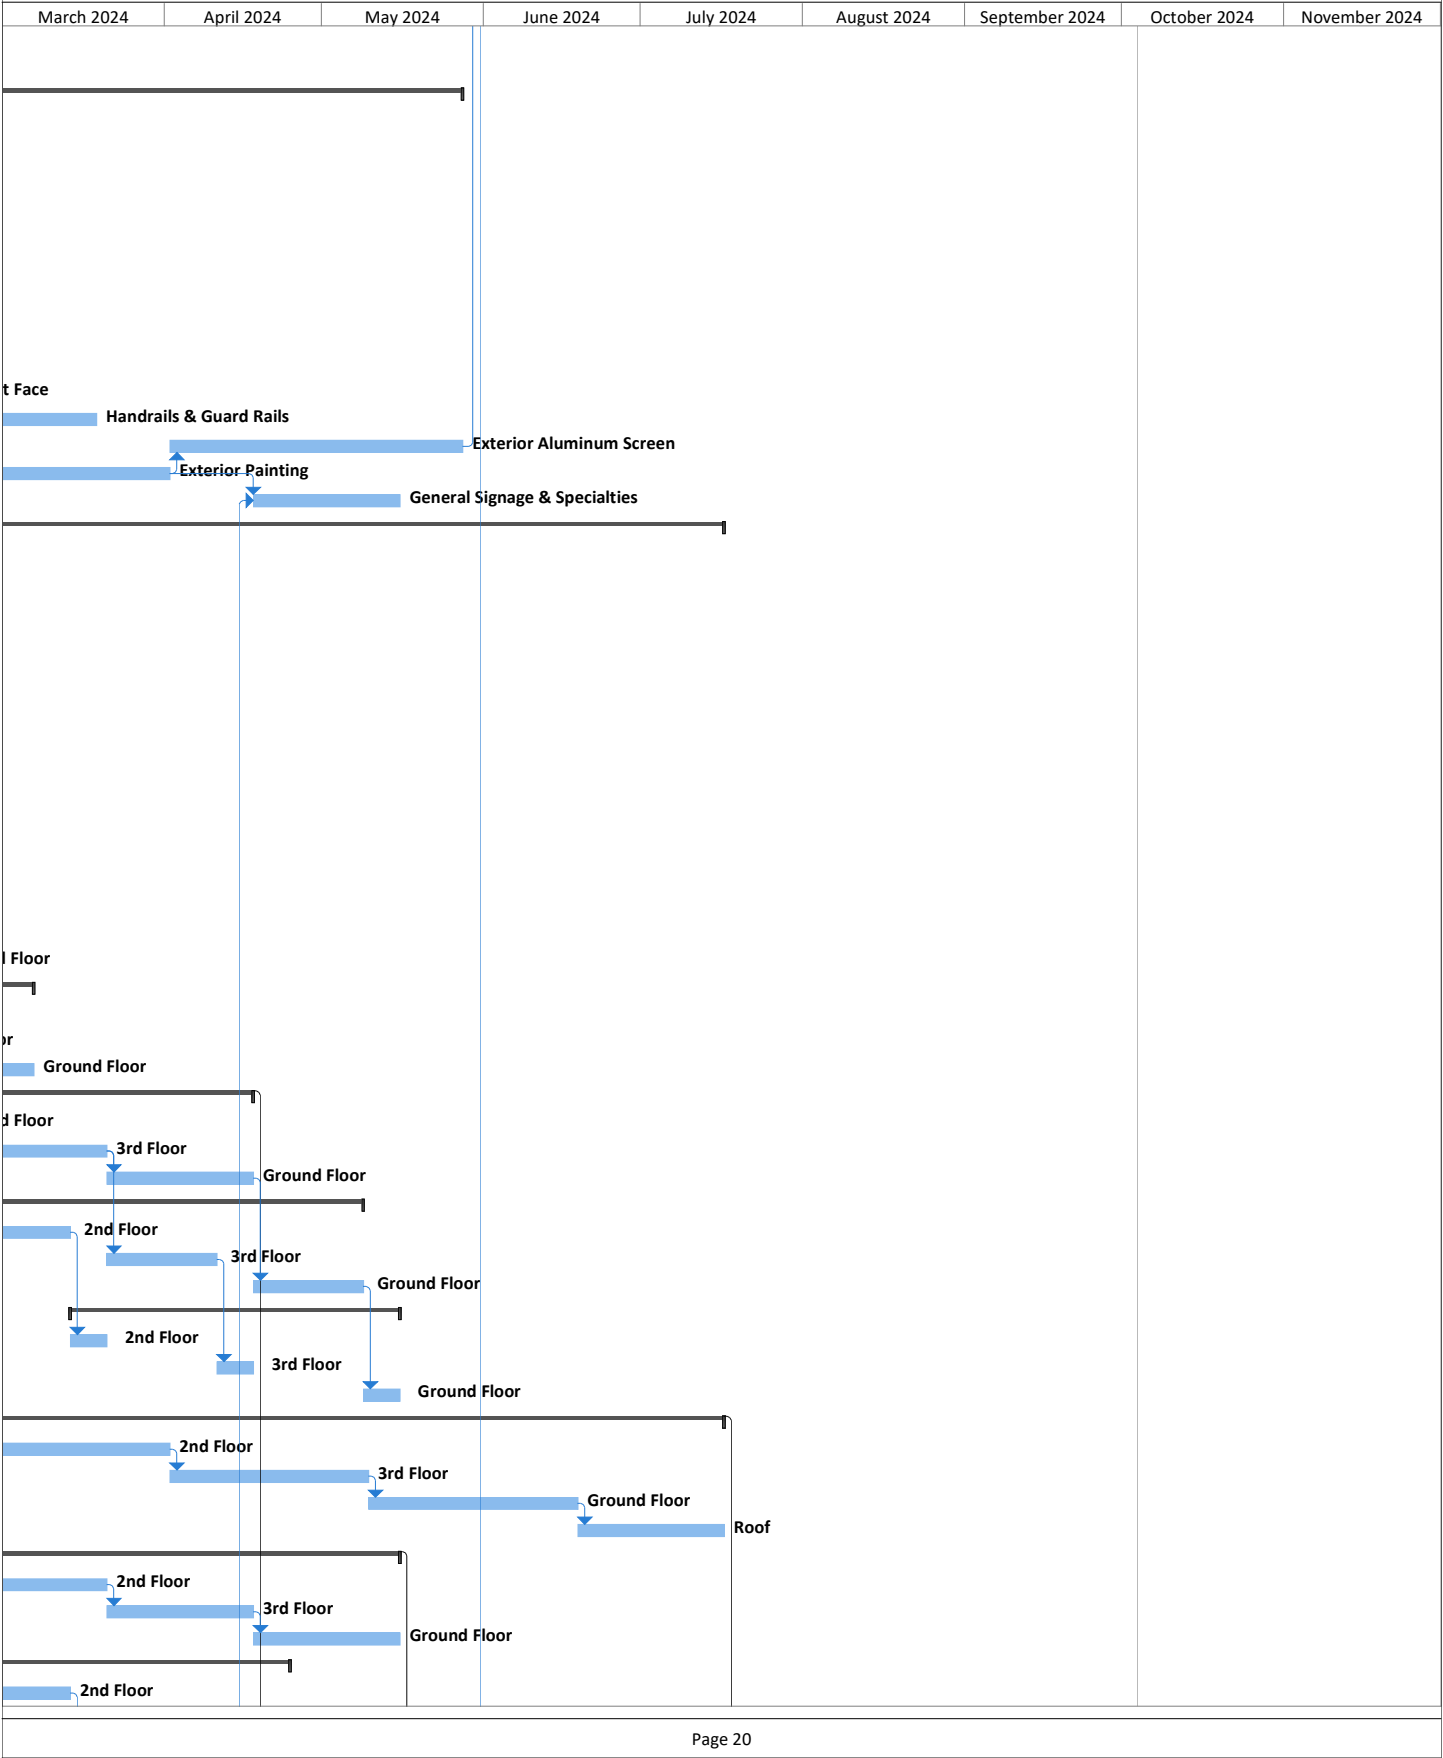 March 2024 April 2024 May 2024 June 2024 July 2024 August 2024 September 2024 October 2024 November 2024
t Face
Handrails & Guard Rails
Exterior Aluminum Screen
Exterior Painting
General Signage & Specialties
Floor
or
Ground Floor
d Floor
3rd Floor
Ground Floor
2nd Floor
3rd Floor
Ground Floor
2nd Floor
3rd Floor
Ground Floor
2nd Floor
3rd Floor
Ground Floor
Roof
2nd Floor
3rd Floor
Ground Floor
2nd Floor
Page 20